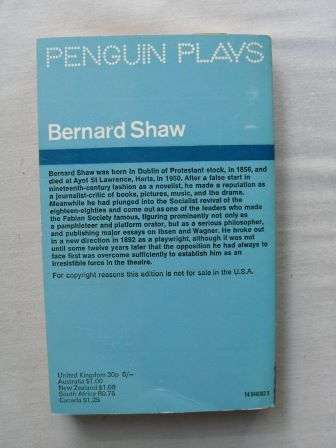 PENGUIN PLAYS
Bernard Shaw
Bernard Shaw was born in Dublin of Protestant stock, in 1856, and
died at Ayot St Lawrence, Herts, in 1950. After a false start in
nineteenth-century fashion as a novelist, he made a reputation as
a journalist-critic of books, pictures, music, and the drama.
Meanwhile he had plunged into the Socialist revival of the
eighteen-eighties and come out as one of the leaders who made
the Fabian Society famous, figuring prominently not only as
a pamphleteer and platform orator, but as a serious philosopher,
and publishing major essays on Ibsen and Wagner. He broke out
in a new direction in 1892 as a playwright, although it was not
until some twelve years later that the opposition he had always to
face first was overcome sufficiently to establish him as an
irresistible force in the theatre.
For copyright reasons this edition is not for sale in the U.S.A.
United Kingdom 30p 6/-
Australia $1.00
New Zealand
South Africa
Canada $1.25